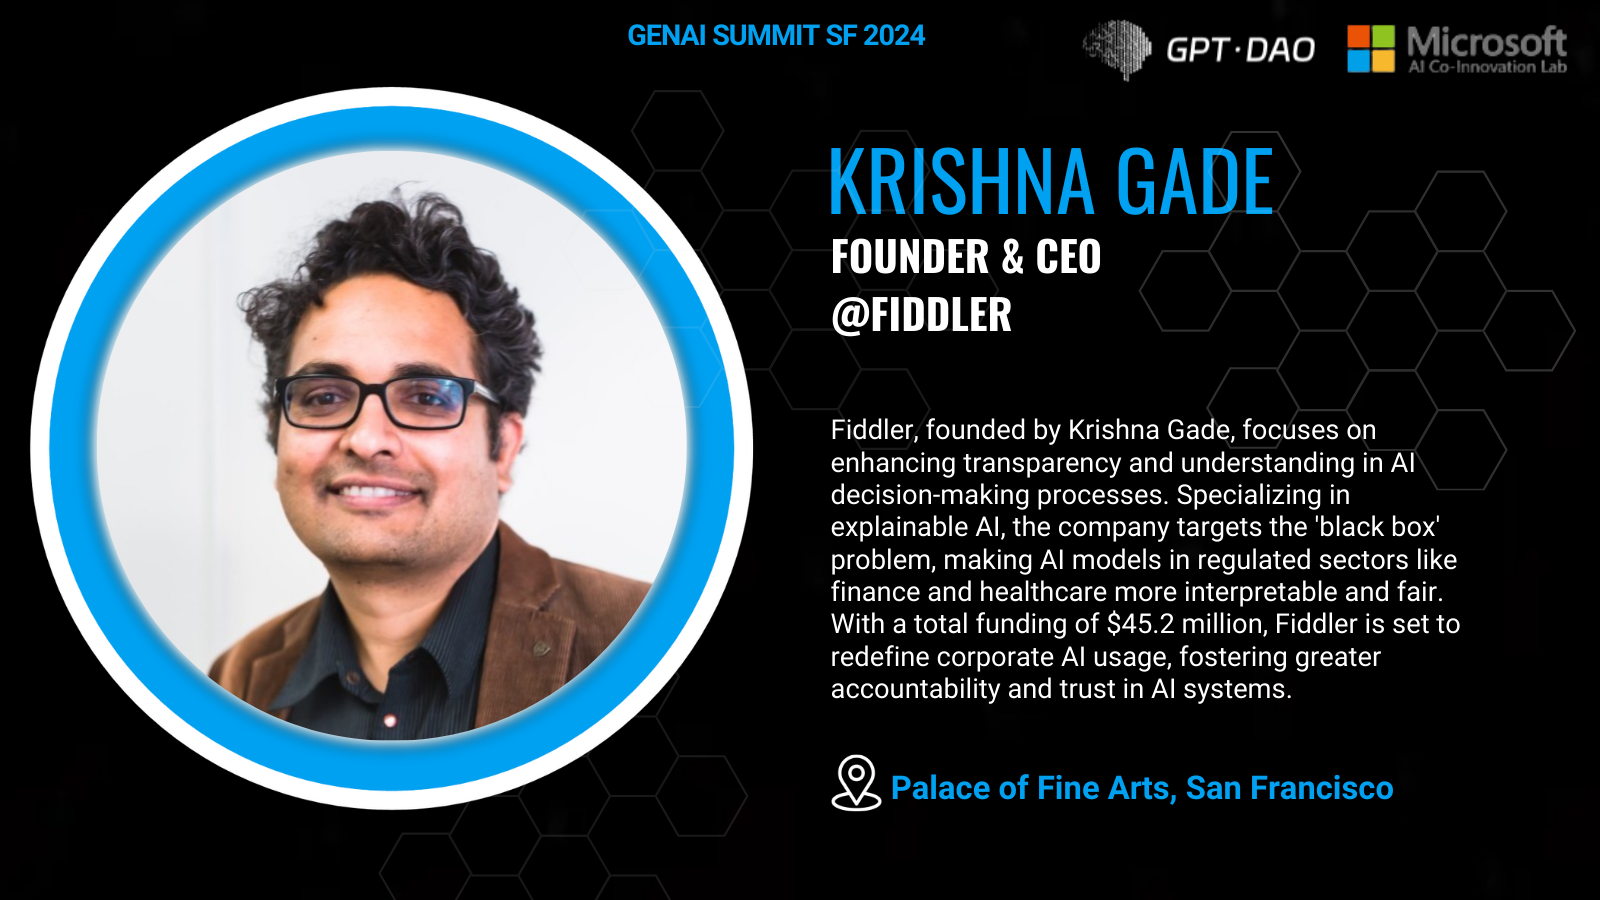 GENAI SUMMIT SF 2024
GPT·DAO
Microsoft
AI Co-Innovation Lab
KRISHNA GADE
FOUNDER & CEO
@FIDDLER
Fiddler, founded by Krishna Gade, focuses on
enhancing transparency and understanding in AI
decision-making processes. Specializing in
explainable AI, the company targets the 'black box'
problem, making AI models in regulated sectors like
finance and healthcare more interpretable and fair.
With a total funding of $45.2 million, Fiddler is set to
redefine corporate AI usage, fostering greater
accountability and trust in AI systems.
Palace of Fine Arts, San Francisco